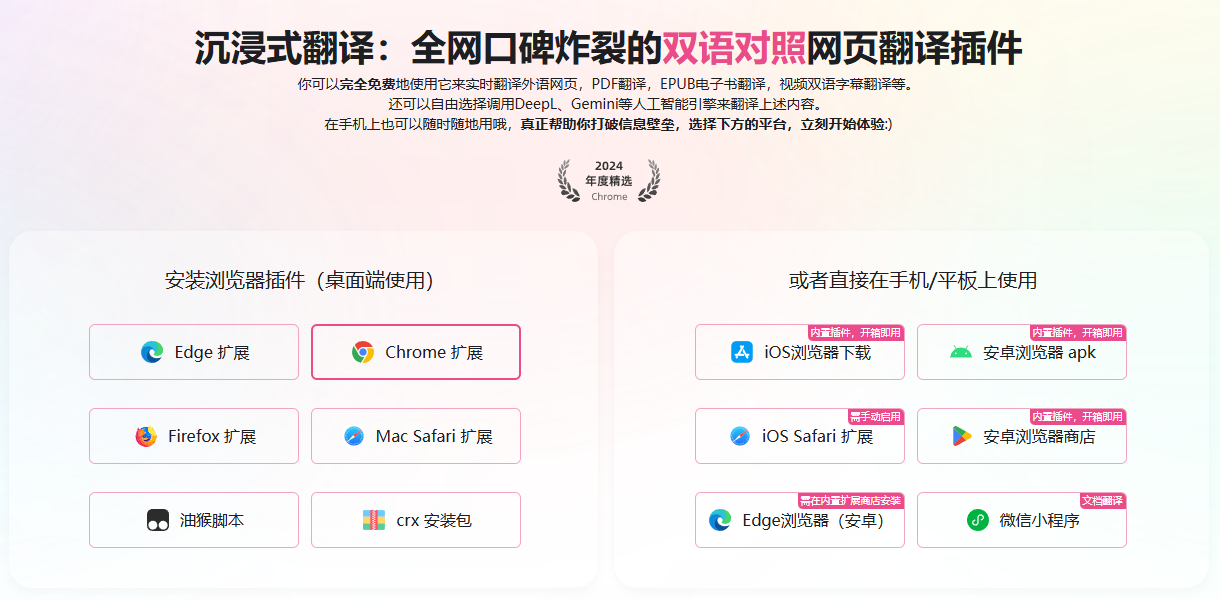 沉浸式翻译：全网口碑炸裂的双语对照网页翻译插件
你可以完全免费地使用它来实时翻译外语网页，PDF翻译，EPUB电子书翻译，视频双语字幕翻译等。
还可以自由选择调用DeepL、Gemini等人工智能引擎来翻译上述内容。
在手机上也可以随时随地用哦，真正帮助你打破信息壁垒，选择下方的平台，立刻开始体验:)
2024
年度精选
Chrome
安装浏览器插件（桌面端使用）
Edge 扩展
Chrome 扩展
Firefox 扩展
Mac Safari 扩展
油猴脚本
crx 安装包
或者直接在手机/平板上使用
内置插件，开箱即用
iOS浏览器下载
内置插件，开箱即用
安卓浏览器 apk
需手动启用
iOS Safari 扩展
内置插件，开箱即用
安卓浏览器商店
需在内置扩展商店安装
Edge浏览器（安卓）
文档翻译
微信小程序